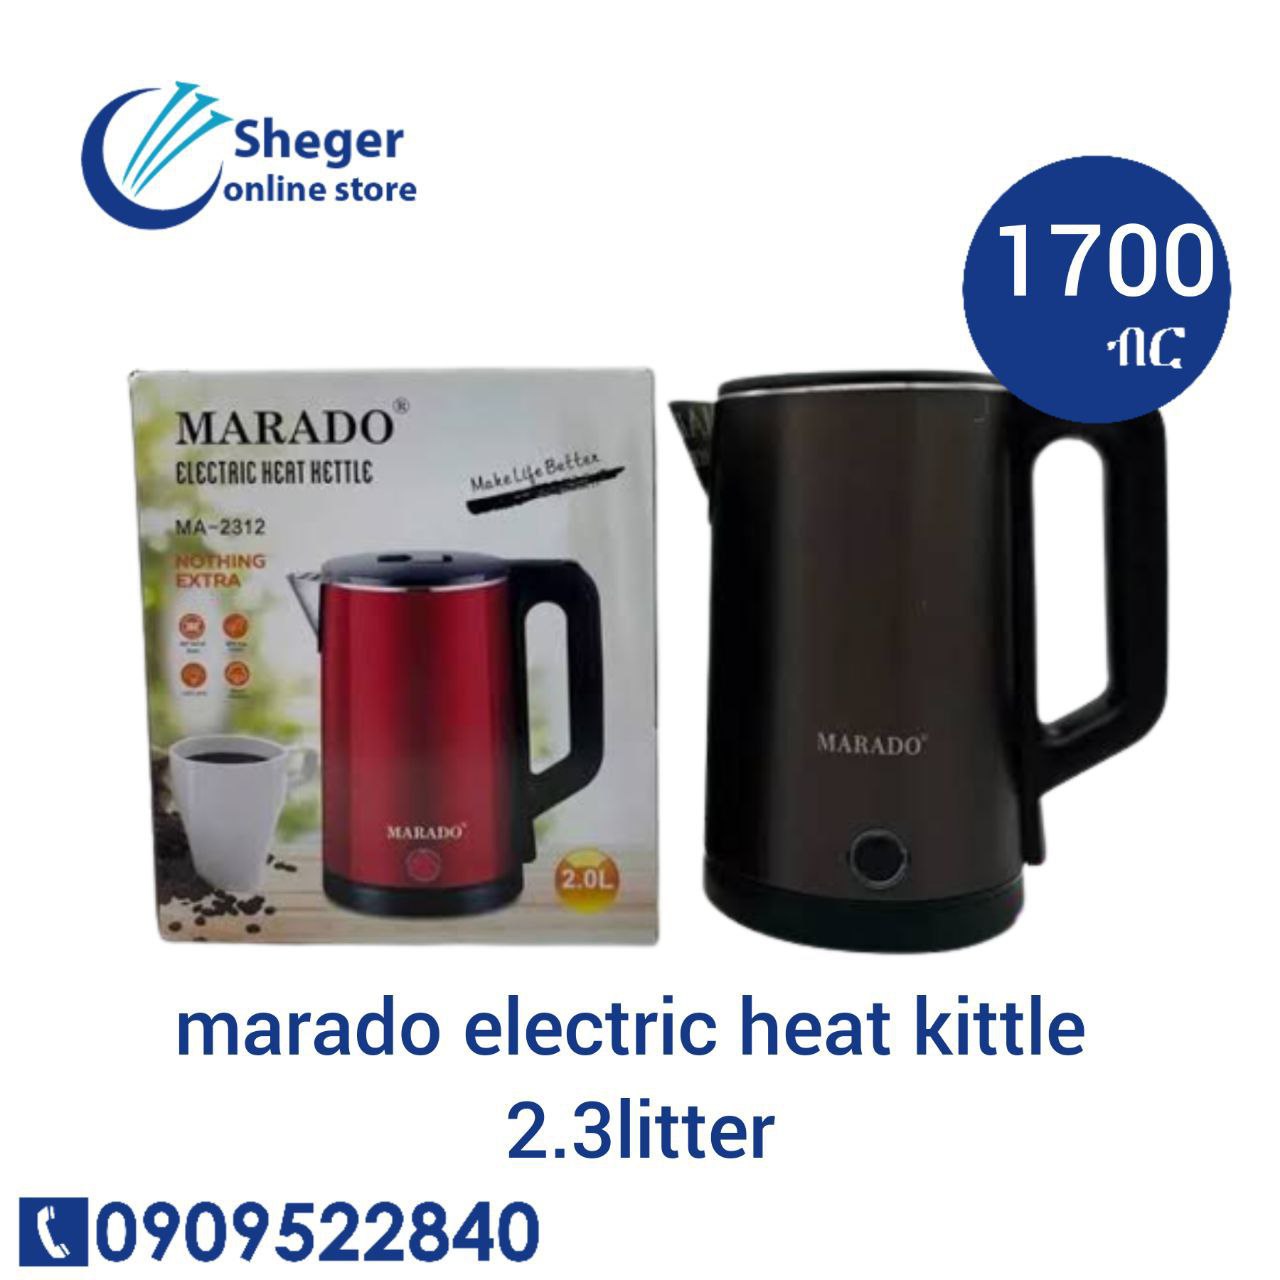 Sheger
online store
1700
ብር
MARADO®
ELECTRIC HEAT KETTLE
Make Life Better
MA-2312
NOTHING
EXTRA
MARADO®
2.0L
MARADO®
marado electric heat kittle
2.3litter
0909522840